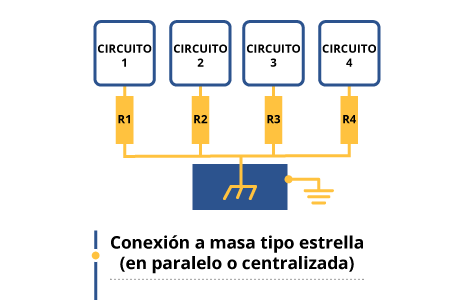 CIRCUITO CIRCUITO CIRCUITO CIRCUITO
1 2 3 4
R1 R2 R3 R4
Conexión a masa tipo estrella
(en paralelo o centralizada)